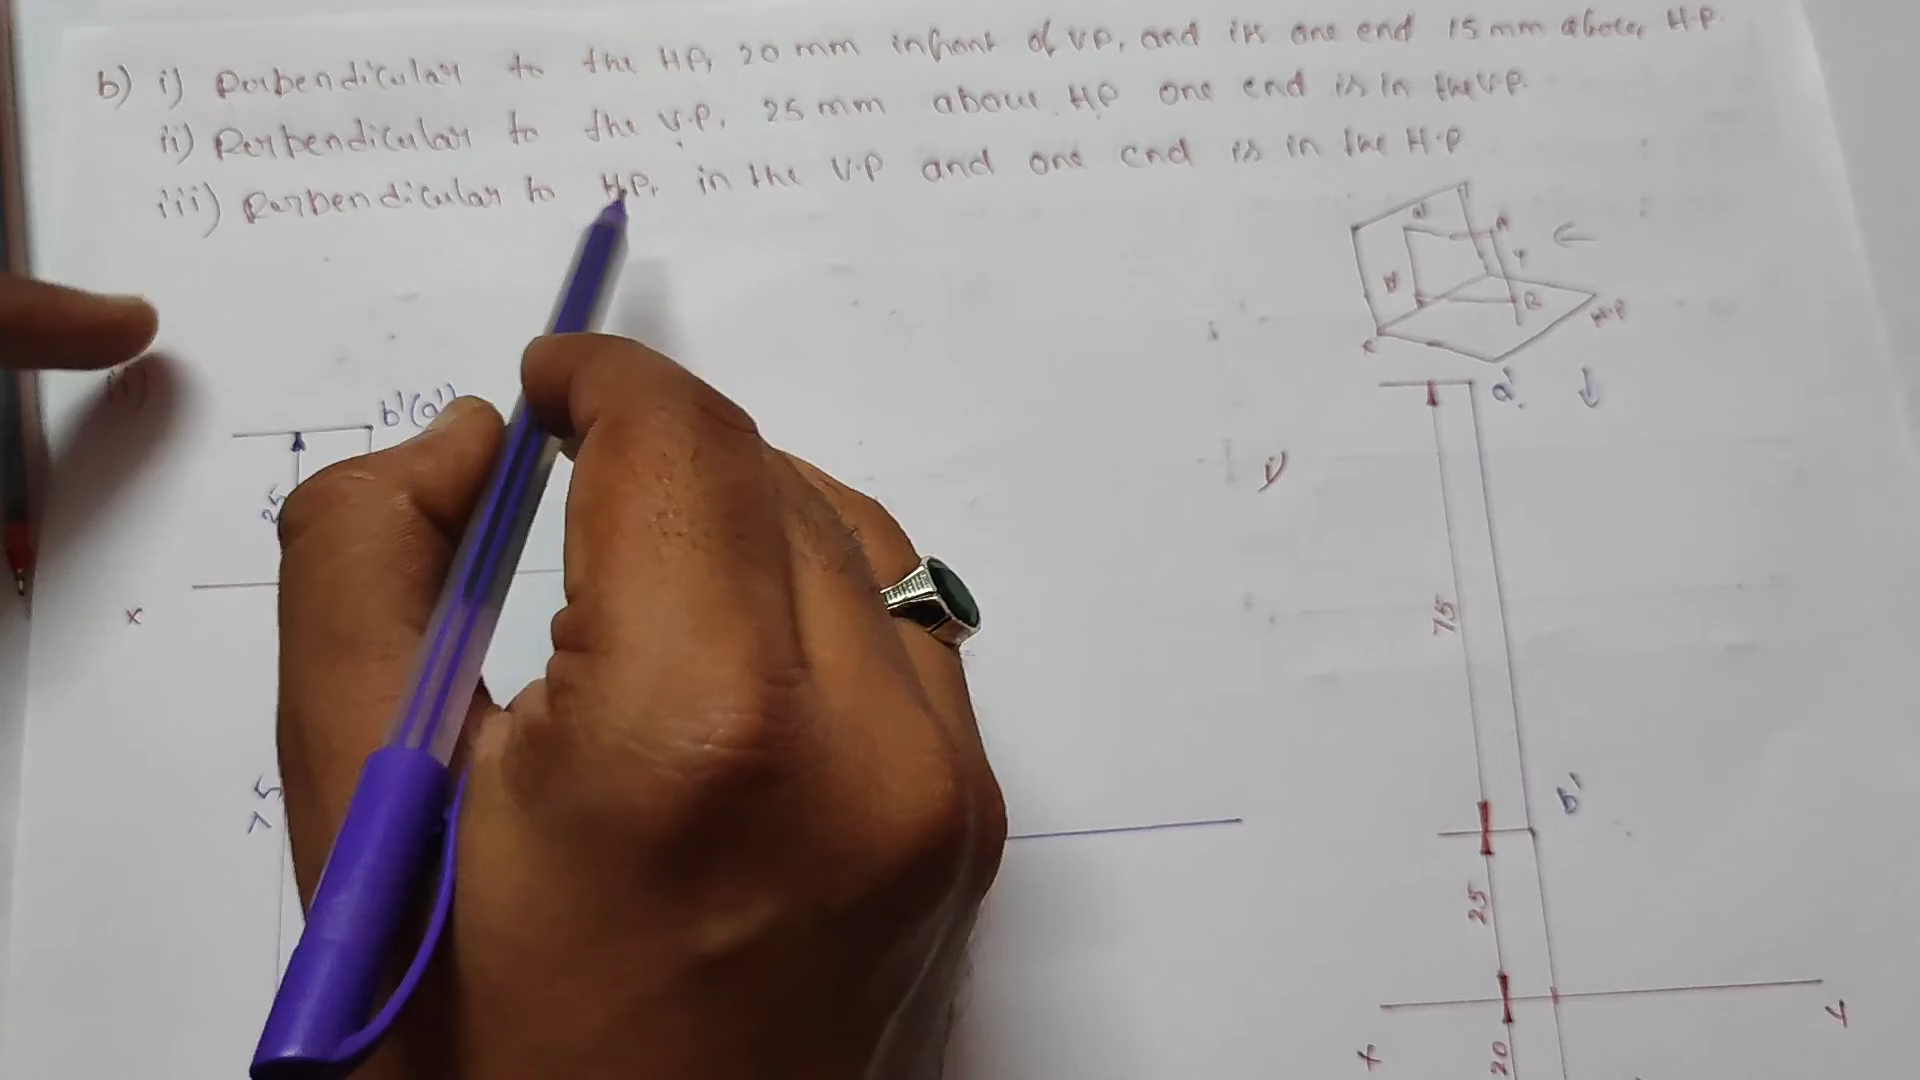 b) i) Perpendicular to the HP, 20 mm infront of VP, and its one end 15 mm above H.P.
ii) Perpendicular to the V.P, 25 mm above HP one end is in the V.P.
iii) Perpendicular to HP, in the V.P and one end is in the H.P
a'
A
b'
B
H.P
x
ii)
b'(a')
25
x
75
i)
a'
75
b'
25
x
y
20